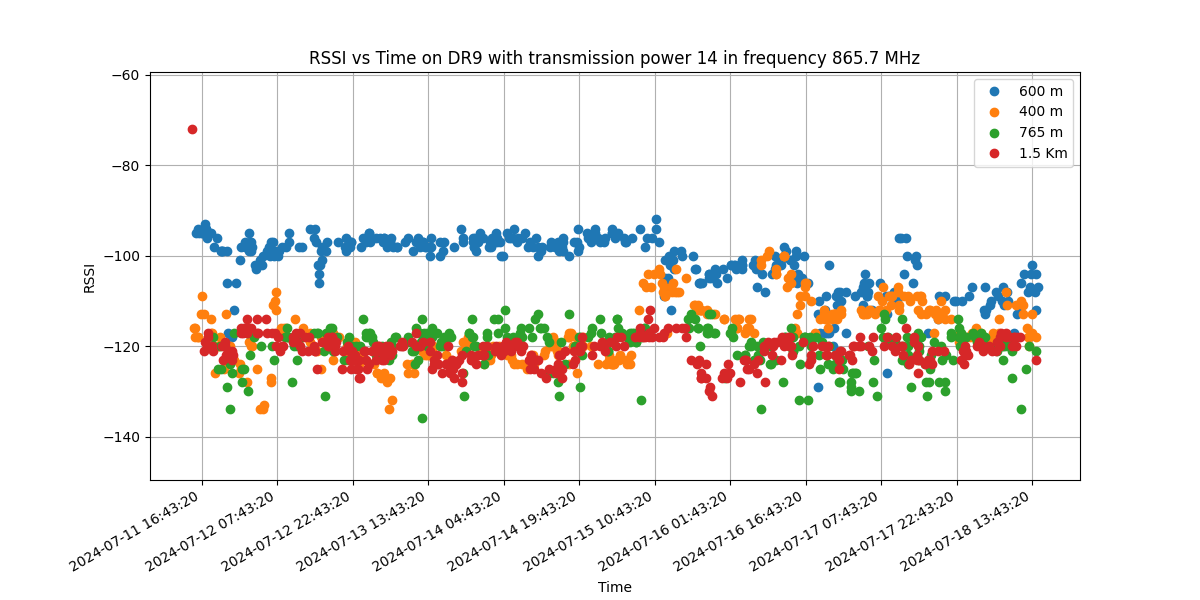 RSSI vs Time on DR9 with transmission power 14 in frequency 865.7 MHz
−60
−80
−100
−120
−140
RSSI
600 m
400 m
765 m
1.5 Km
2024-07-11 16:43:20
2024-07-12 07:43:20
2024-07-12 22:43:20
2024-07-13 13:43:20
2024-07-14 04:43:20
2024-07-14 19:43:20
2024-07-15 10:43:20
2024-07-16 01:43:20
2024-07-16 16:43:20
2024-07-17 07:43:20
2024-07-17 22:43:20
2024-07-18 13:43:20
Time